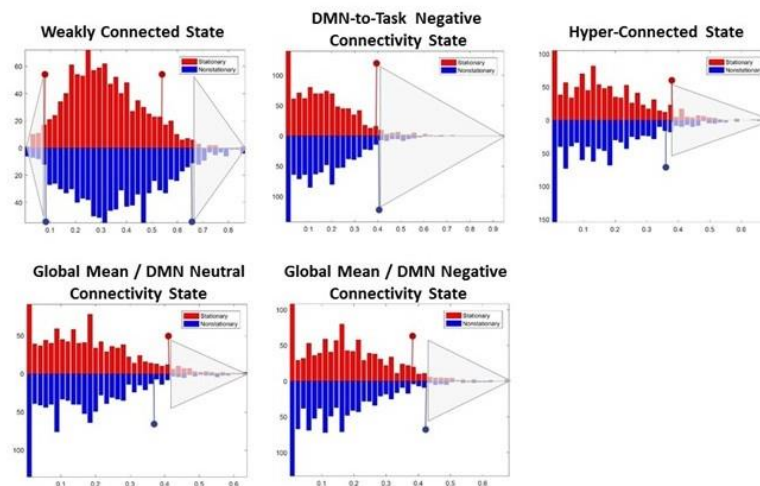 Weakly Connected State
DMN-to-Task Negative
Connectivity State
Hyper-Connected State
60
40
20
0
20
40
Stationary
Nonstationary
0.1 0.2 0.3 0.4 0.5 0.6 0.7 0.8
100
50
0
50
100
Stationary
Nonstationary
0.1 0.2 0.3 0.4 0.5 0.6 0.7 0.8 0.9
100
50
0
50
100
150
Stationary
Nonstationary
0.1 0.2 0.3 0.4 0.5 0.6
Global Mean / DMN Neutral
Connectivity State
Global Mean / DMN Negative
Connectivity State
50
0
50
100
Stationary
Nonstationary
0.1 0.2 0.3 0.4 0.5 0.6
100
50
0
50
100
Stationary
Nonstationary
0.1 0.2 0.3 0.4 0.5 0.6